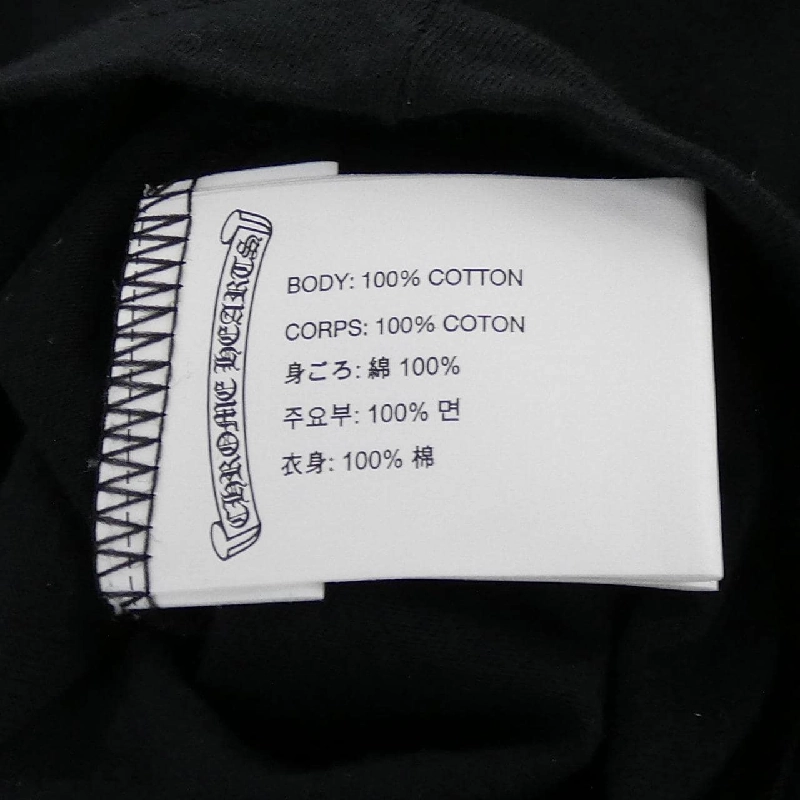 CHROME HEARTS
BODY: 100% COTTON
CORPS: 100% COTON
身ごろ: 綿 100%
주요부: 100% 면
衣身: 100% 棉